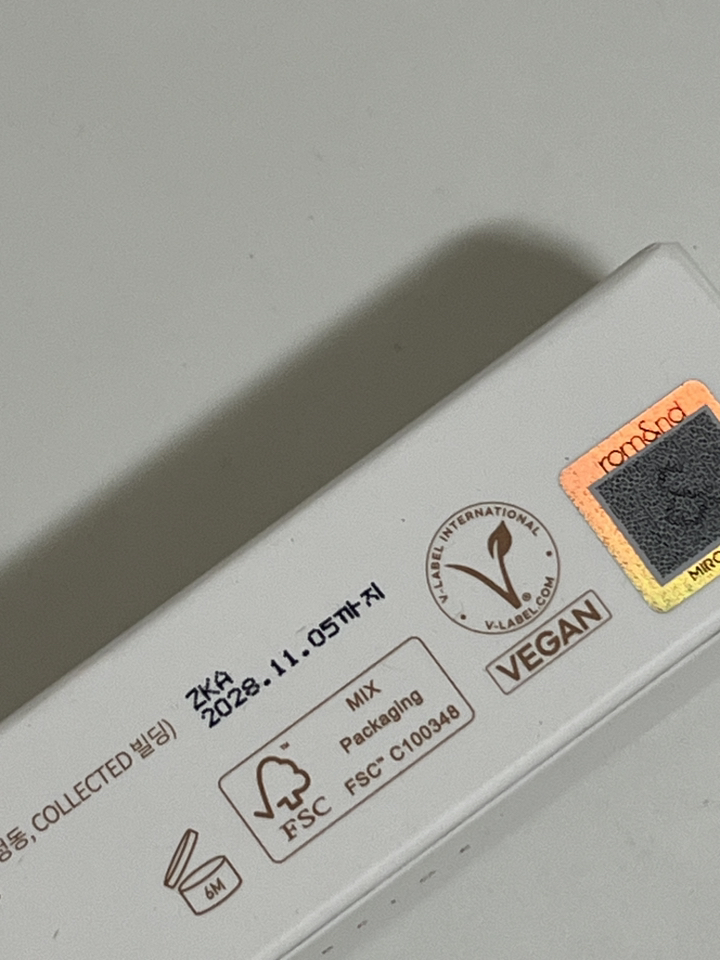 rom&nd
V-LABEL INTERNATIONAL
V-LABEL.COM
VEGAN
ZKA
2028.11.05까지
COLLECTED 빌딩)
MIX
Packaging
FSC™ C100348
FSC
6M